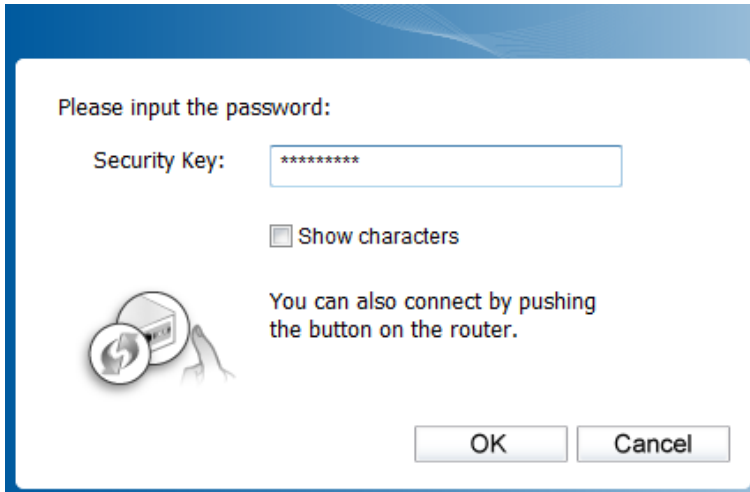 Please input the password:
Security Key: *********
Show characters
You can also connect by pushing
the button on the router.
OK Cancel